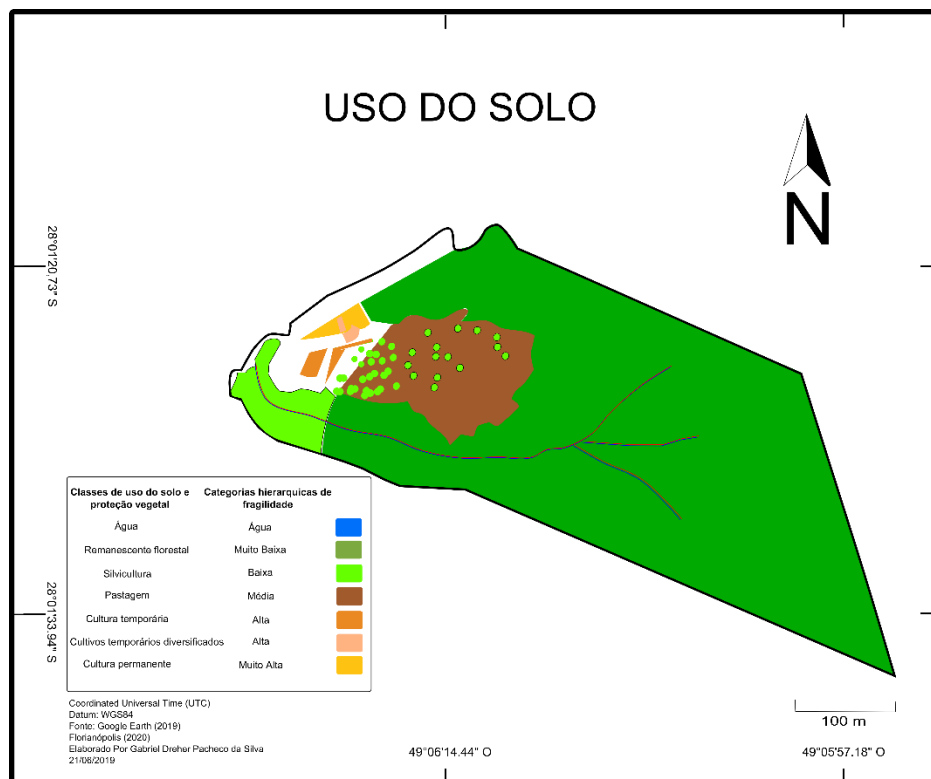 USO DO SOLO
N
28°01'20,73" S
28°01'33.94" S
Classes de uso do solo e proteção vegetal
Categorias hierarquicas de fragilidade
Água Água
Remanescente florestal Muito Baixa
Silvicultura Baixa
Pastagem Média
Cultura temporária Alta
Cultivos temporários diversificados Alta
Cultura permanente Muito Alta
Coordinated Universal Time (UTC)
Datum: WGS84
Fonte: Google Earth (2019)
Florianópolis (2020)
Elaborado Por Gabriel Dreher Pacheco da Silva
21/06/2019
49°06'14.44" O
49°05'57.18" O
100 m